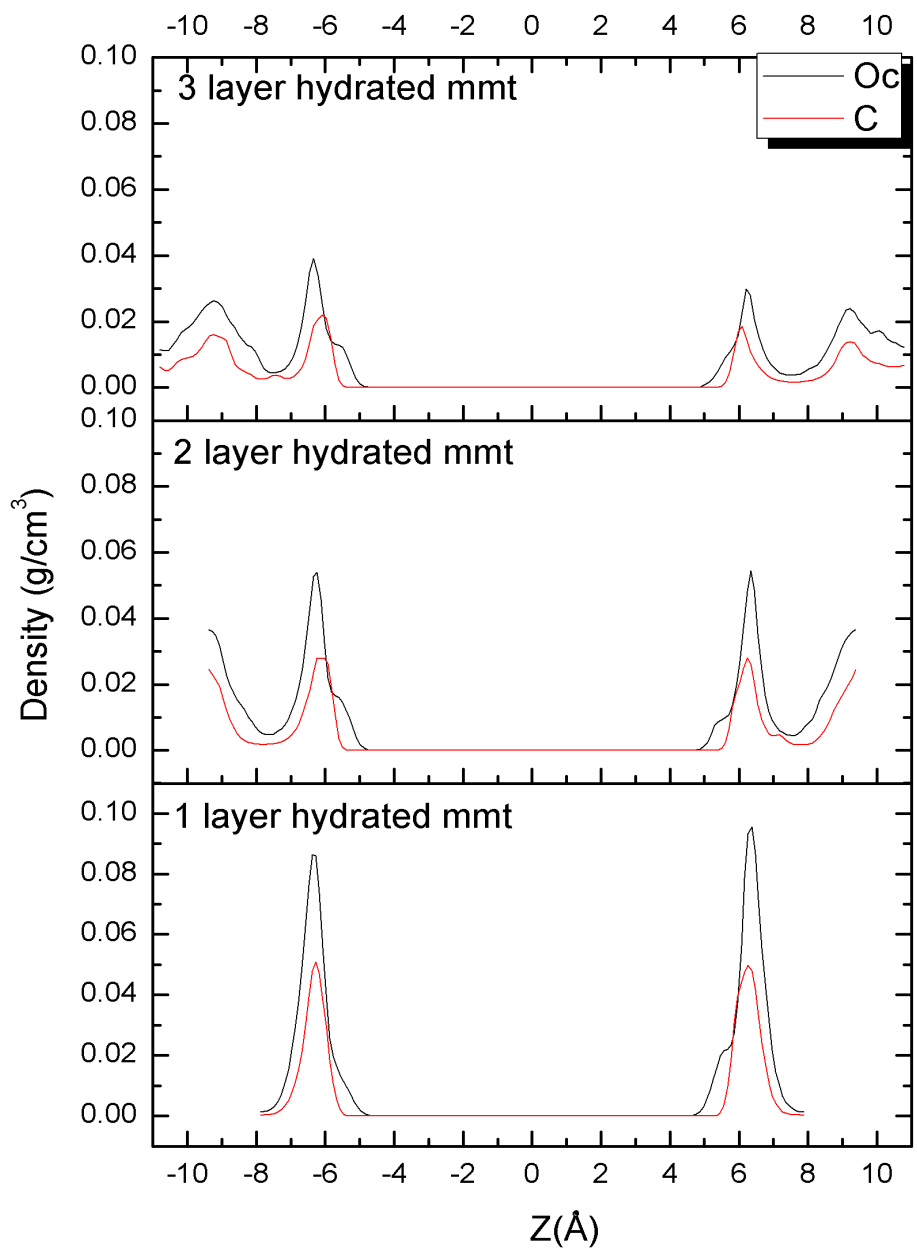 -10 -8 -6 -4 -2 0 2 4 6 8 10
0.10
3 layer hydrated mmt
Oc
C
0.08
0.06
0.04
0.02
0.00
0.10
2 layer hydrated mmt
0.08
0.06
0.04
0.02
0.00
Density (g/cm³)
0.10
1 layer hydrated mmt
0.08
0.06
0.04
0.02
0.00
-10 -8 -6 -4 -2 0 2 4 6 8 10
Z(Å)